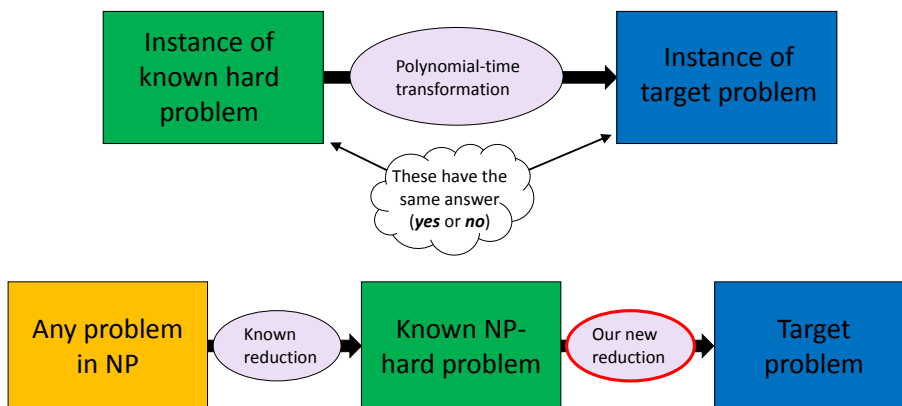 Instance of
known hard
problem
Polynomial-time
transformation
Instance of
target problem
These have the
same answer
(yes or no)
Any problem
in NP
Known
reduction
Known NP-
hard problem
Our new
reduction
Target
problem